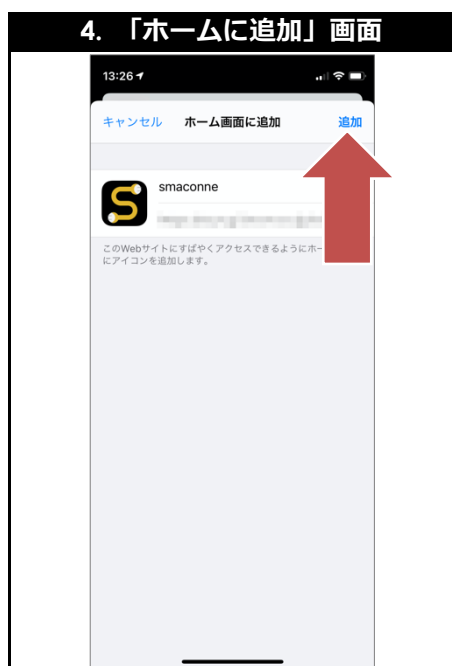 4. 「ホームに追加」画面
13:26
キャンセル ホーム画面に追加 追加
smaconne
このWebサイトにすばやくアクセスできるようにホー
にアイコンを追加します。